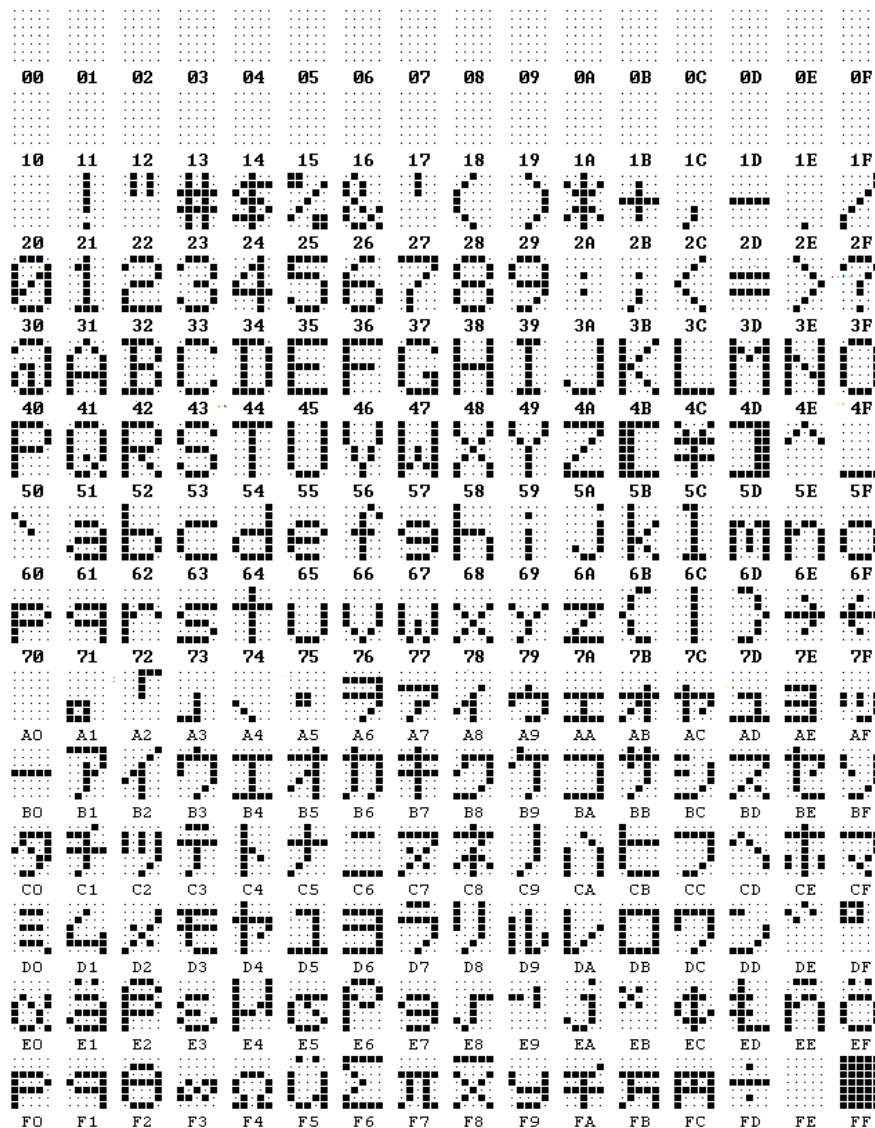 00 01 02 03 04 05 06 07 08 09 0A 0B 0C 0D 0E 0F
10 11 12 13 14 15 16 17 18 19 1A 1B 1C 1D 1E 1F
! " # $ % & ' ( ) * + , - . /
20 21 22 23 24 25 26 27 28 29 2A 2B 2C 2D 2E 2F
0 1 2 3 4 5 6 7 8 9 : ; < = > ?
30 31 32 33 34 35 36 37 38 39 3A 3B 3C 3D 3E 3F
@ A B C D E F G H I J K L M N O
40 41 42 43 44 45 46 47 48 49 4A 4B 4C 4D 4E 4F
P Q R S T U V W X Y Z [ ¥ ] ^ _
50 51 52 53 54 55 56 57 58 59 5A 5B 5C 5D 5E 5F
` a b c d e f g h i j k l m n o
60 61 62 63 64 65 66 67 68 69 6A 6B 6C 6D 6E 6F
p q r s t u v w x y z ( | ) → ←
70 71 72 73 74 75 76 77 78 79 7A 7B 7C 7D 7E 7F
。 「 」 、 ・ ヲ ァ ィ ゥ ェ ォ ャ ュ ョ ッ
A0 A1 A2 A3 A4 A5 A6 A7 A8 A9 AA AB AC AD AE AF
ー ア イ ウ エ オ カ キ ク ケ コ サ シ ス セ ソ
B0 B1 B2 B3 B4 B5 B6 B7 B8 B9 BA BB BC BD BE BF
タ チ ツ テ ト ナ ニ ヌ ネ ノ ハ ヒ フ ヘ ホ マ
C0 C1 C2 C3 C4 C5 C6 C7 C8 C9 CA CB CC CD CE CF
ミ ム メ モ ヤ ユ ヨ ラ リ ル レ ロ ワ ン ゛ ゜
D0 D1 D2 D3 D4 D5 D6 D7 D8 D9 DA DB DC DD DE DF
α ä β ε μ σ ρ g √ j ¢ ñ ö
E0 E1 E2 E3 E4 E5 E6 E7 E8 E9 EA EB EC ED EE EF
p q θ ∞ Ω ü Σ π x̄ y 千 万 円 ÷ █
F0 F1 F2 F3 F4 F5 F6 F7 F8 F9 FA FB FC FD FE FF